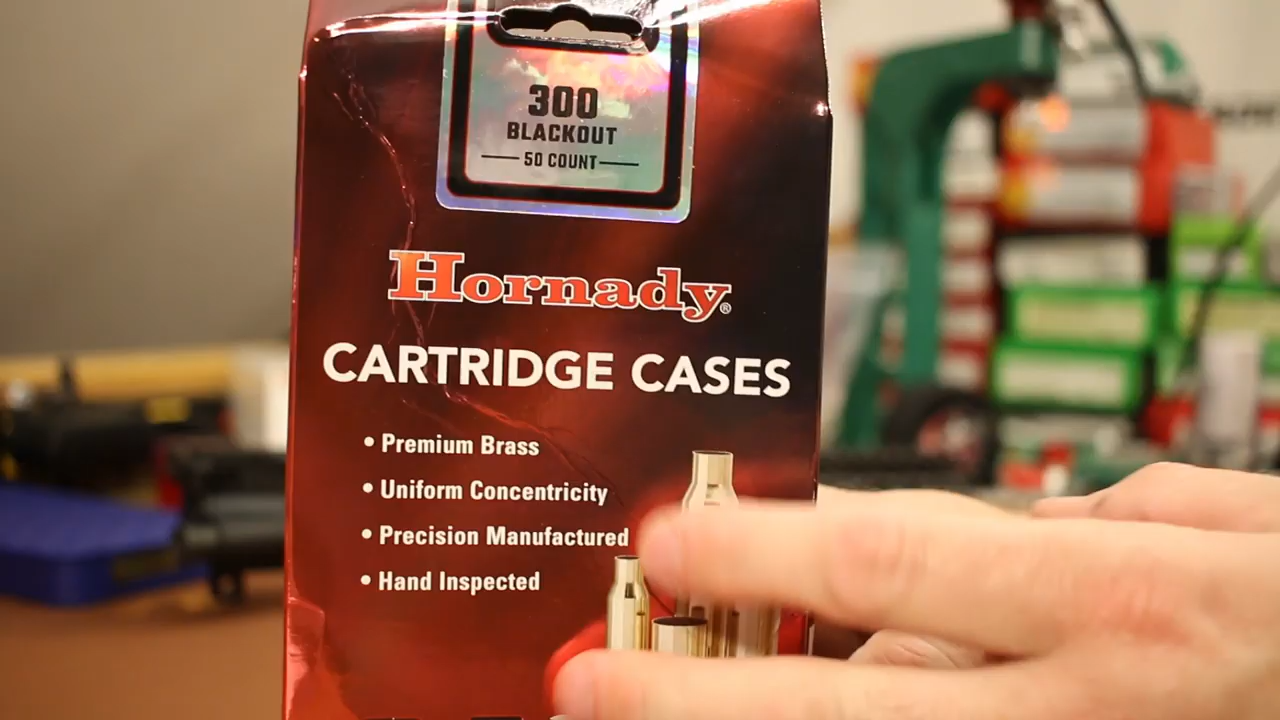 300
BLACKOUT
50 COUNT
Hornady®
CARTRIDGE CASES
• Premium Brass
• Uniform Concentricity
• Precision Manufactured
• Hand Inspected